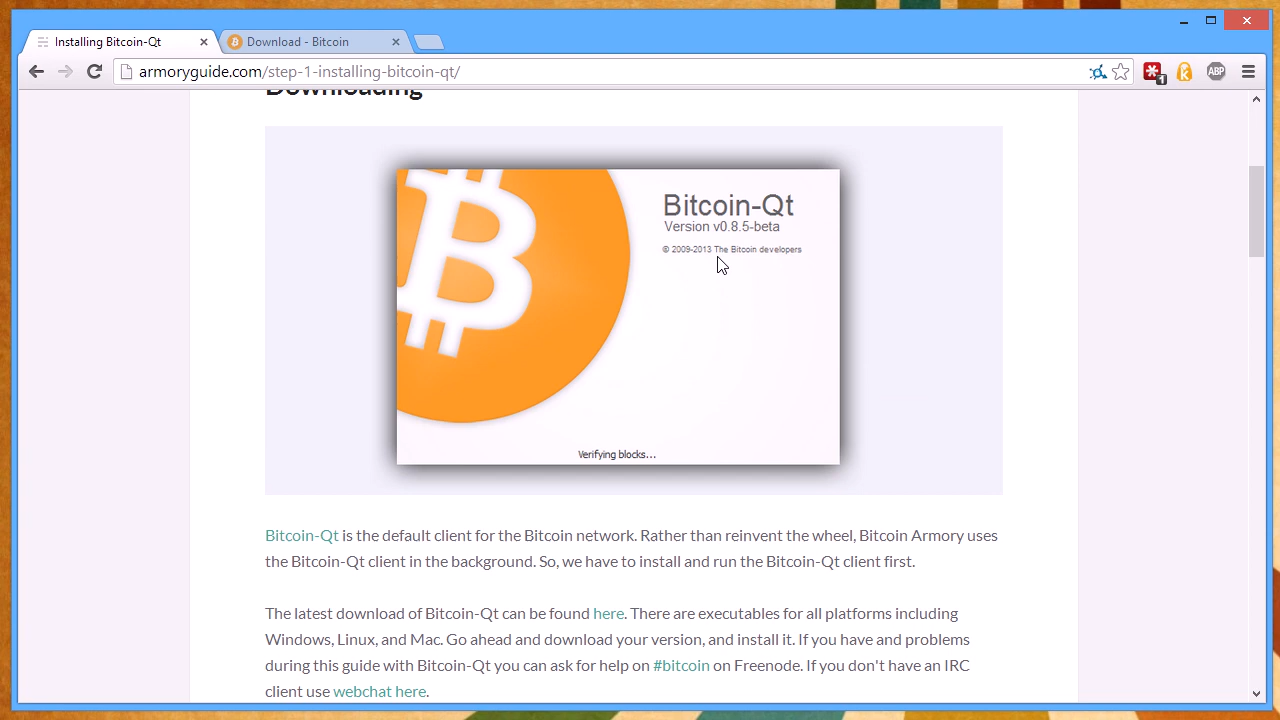 Installing Bitcoin-Qt
Download - Bitcoin
armoryguide.com/step-1-installing-bitcoin-qt/
1
ABP
Downloading
Bitcoin-Qt
Version v0.8.5-beta
© 2009-2013 The Bitcoin developers
Verifying blocks...
Bitcoin-Qt is the default client for the Bitcoin network. Rather than reinvent the wheel, Bitcoin Armory uses
the Bitcoin-Qt client in the background. So, we have to install and run the Bitcoin-Qt client first.
The latest download of Bitcoin-Qt can be found here. There are executables for all platforms including
Windows, Linux, and Mac. Go ahead and download your version, and install it. If you have and problems
during this guide with Bitcoin-Qt you can ask for help on #bitcoin on Freenode. If you don't have an IRC
client use webchat here.